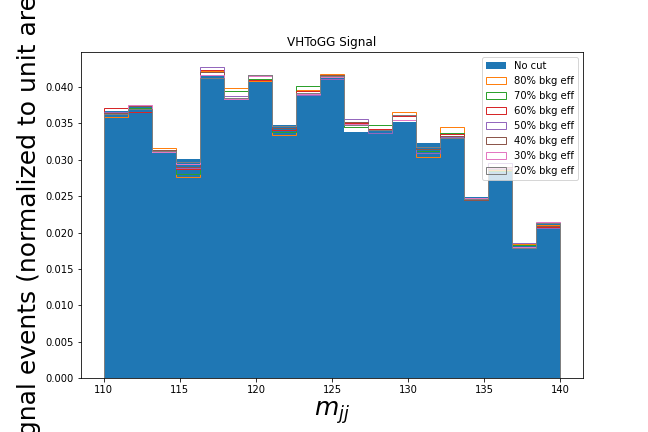 VHToGG Signal
gnal events (normalized to unit are
0.040
0.035
0.030
0.025
0.020
0.015
0.010
0.005
0.000
110
115
120
125
130
135
140
m_{jj}
No cut
80% bkg eff
70% bkg eff
60% bkg eff
50% bkg eff
40% bkg eff
30% bkg eff
20% bkg eff